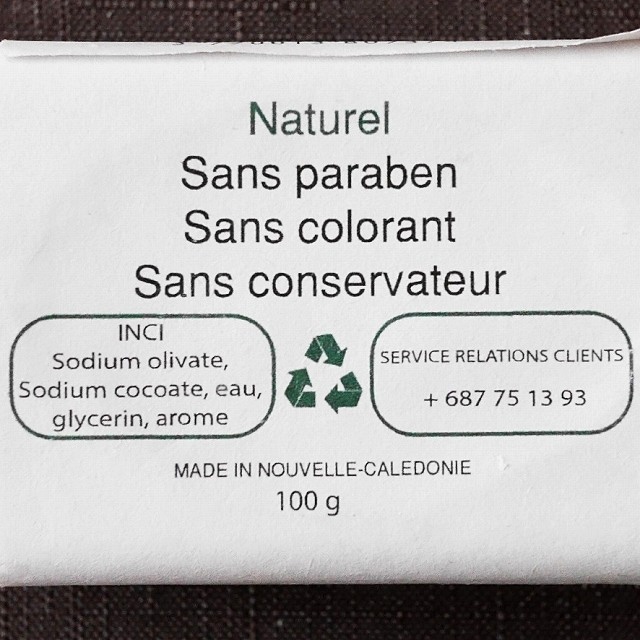 Naturel
Sans paraben
Sans colorant
Sans conservateur
INCI
Sodium olivate,
Sodium cocoate, eau,
glycerin, arome
SERVICE RELATIONS CLIENTS
+ 687 75 13 93
MADE IN NOUVELLE-CALEDONIE
100 g